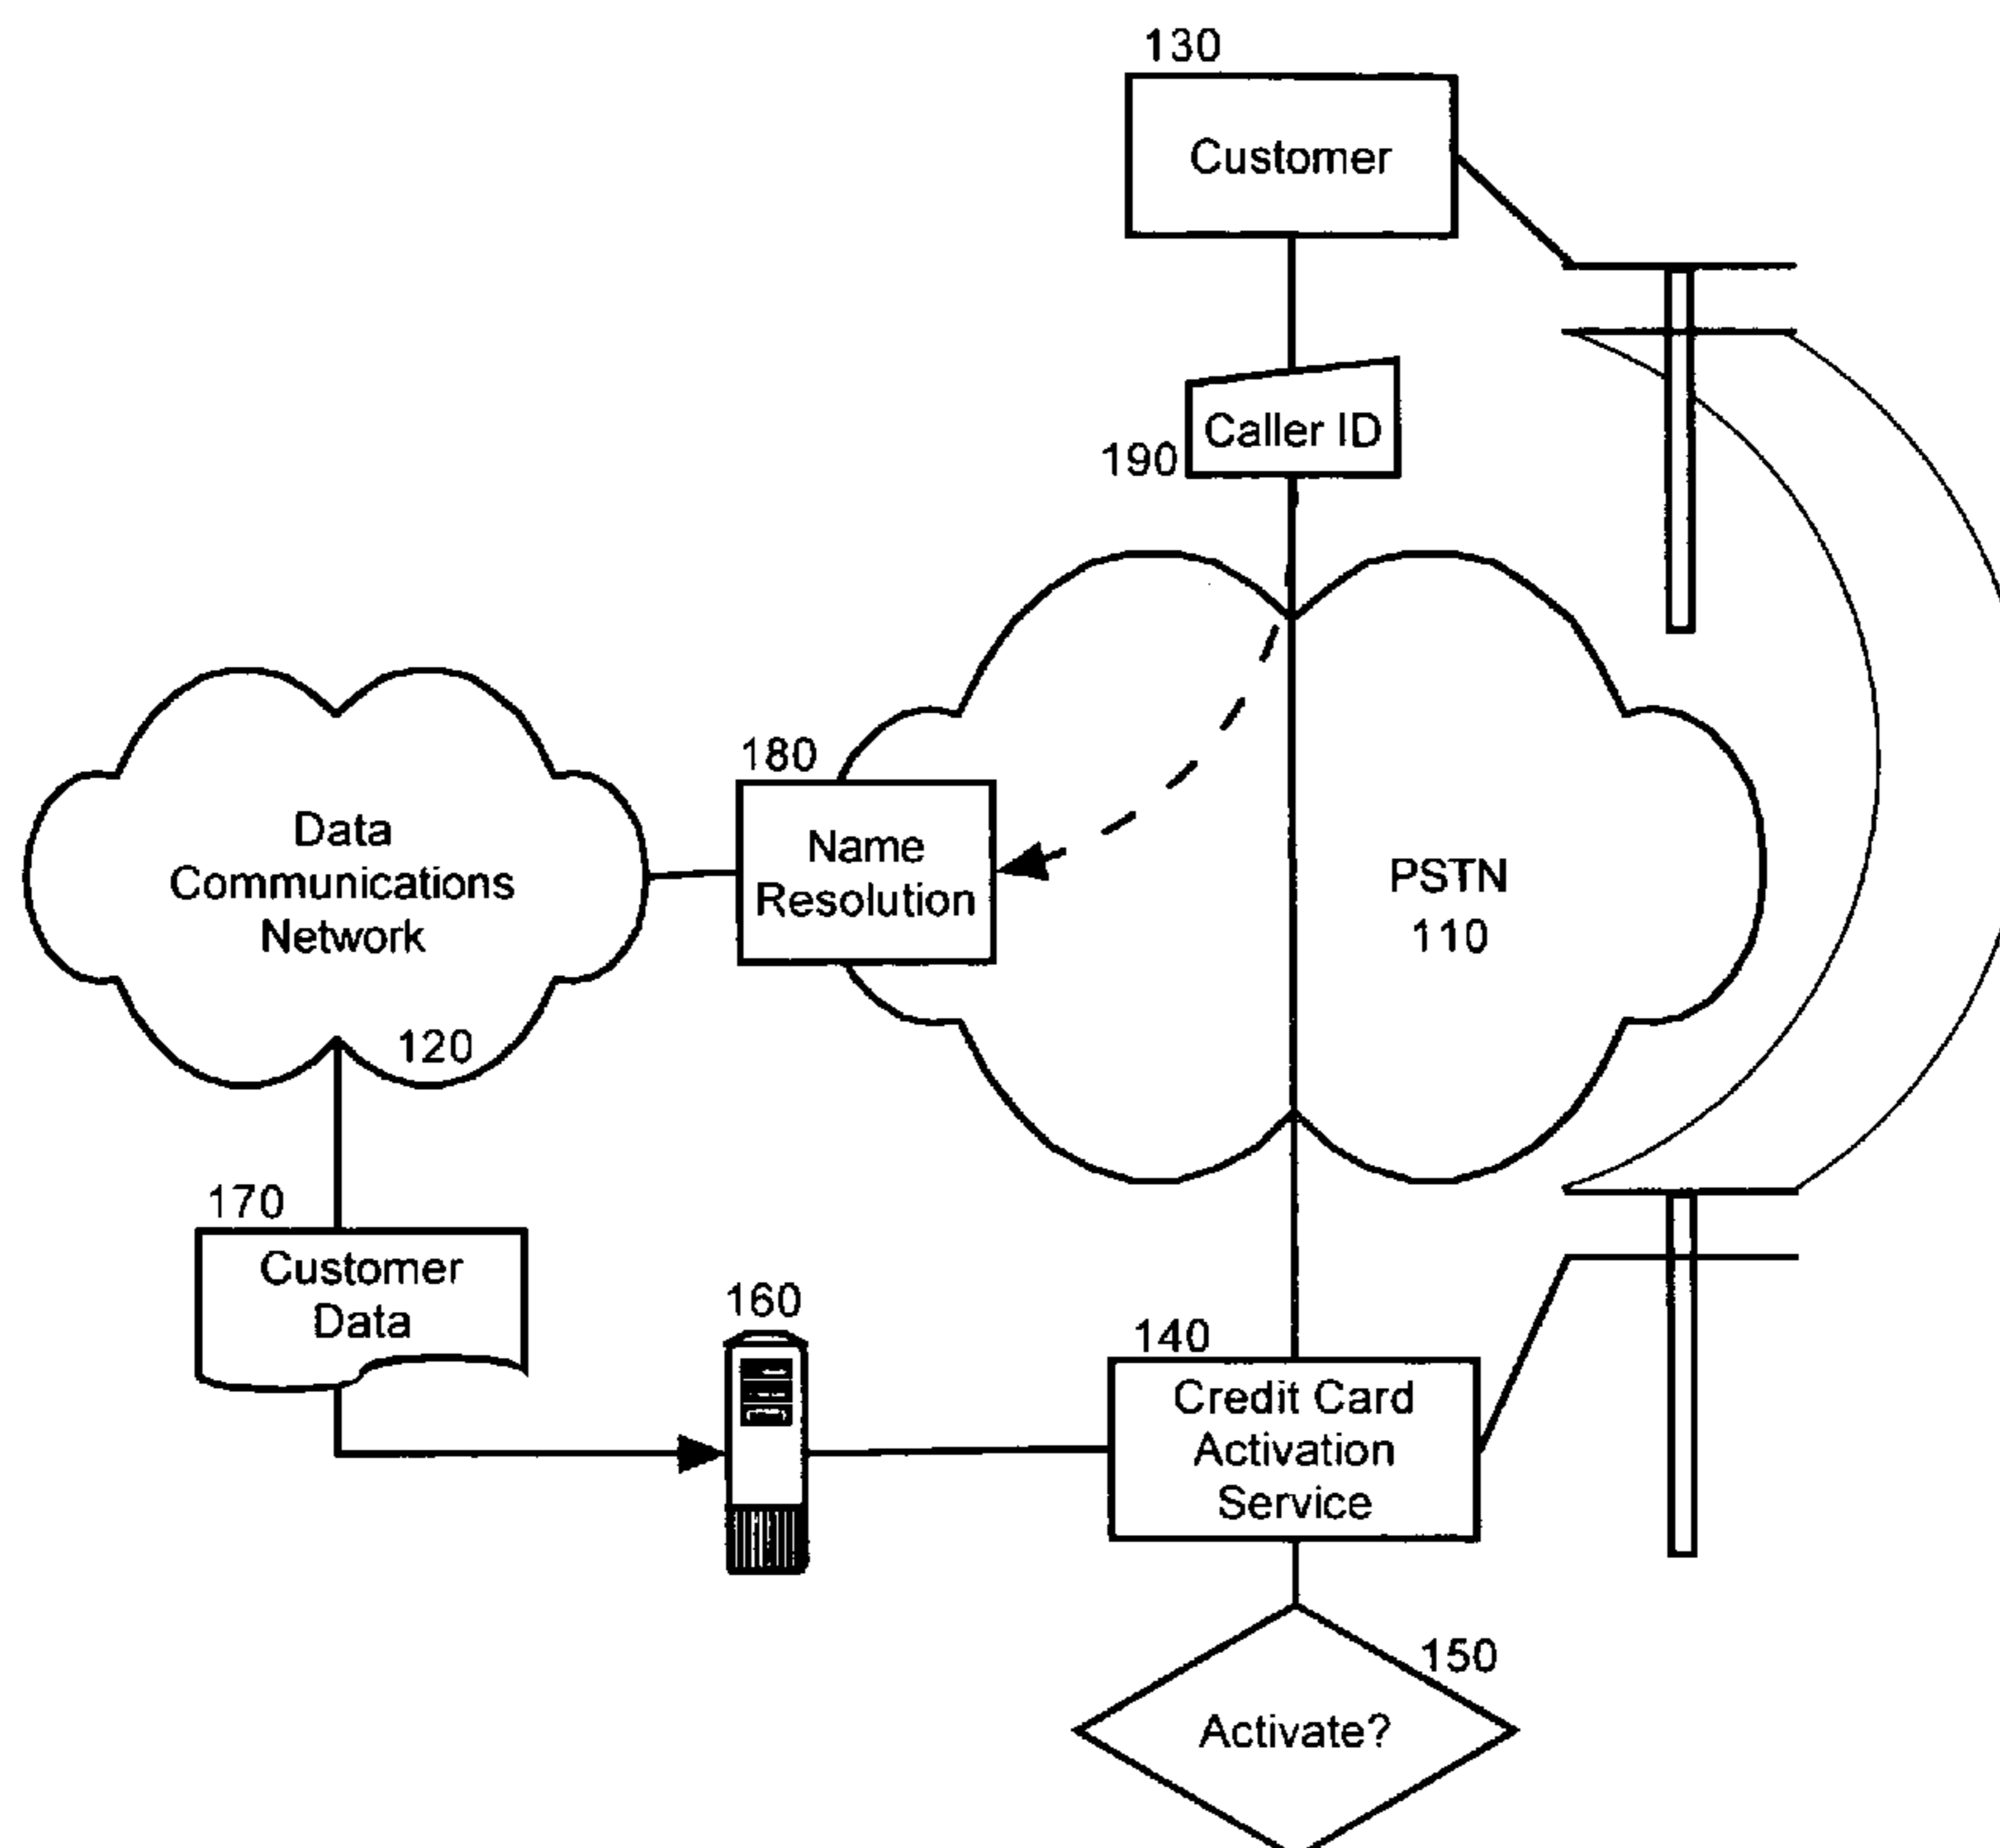 130
Customer
Caller ID
190
180
Name
Resolution
Data
Communications
Network
120
PSTN
110
170
Customer
Data
160
140
Credit Card
Activation
Service
150
Activate?